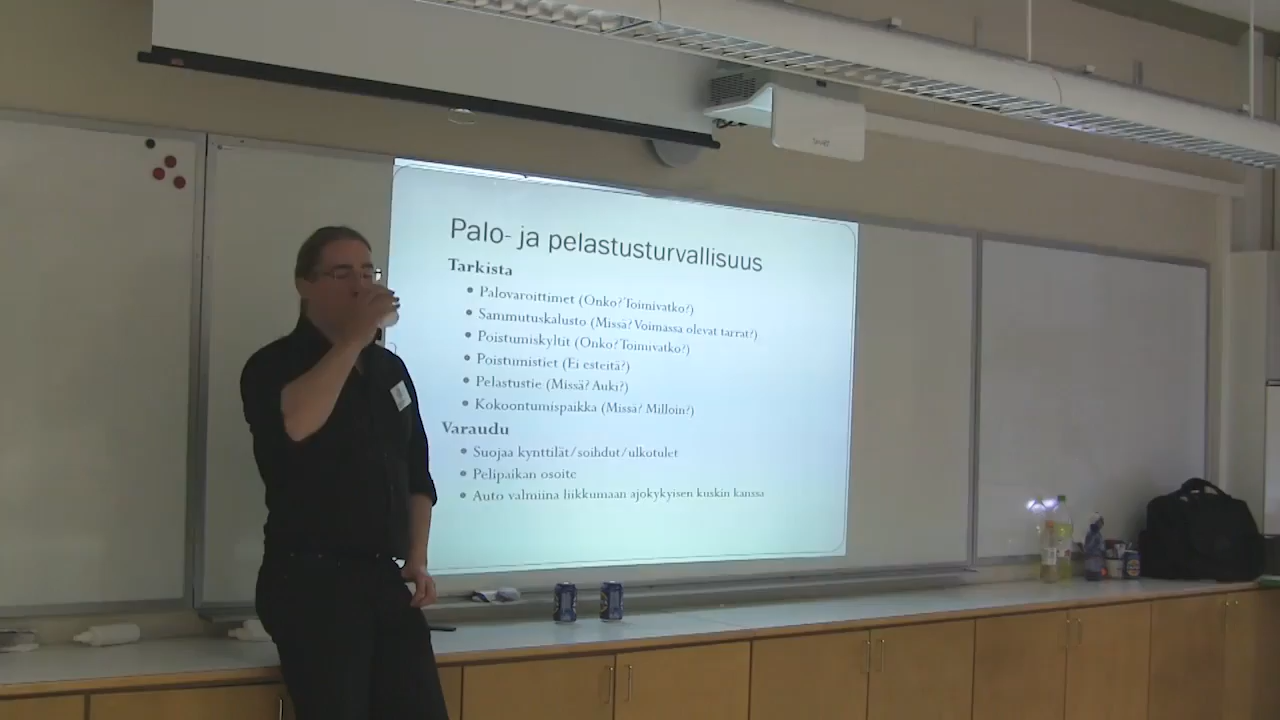 Palo- ja pelastusturvallisuus
Tarkista
• Palovaroittimet (Onko? Toimivatko?)
• Sammutuskalusto (Missä? Voimassa olevat tarrat?)
• Poistumiskyltit (Onko? Toimivatko?)
• Poistumistiet (Ei esteitä?)
• Pelastustie (Missä? Auki?)
• Kokoontumispaikka (Missä? Milloin?)
Varaudu
• Suojaa kynttilät/soihdut/ulkotulet
• Pelipaikan osoite
• Auto valmiina liikkumaan ajokykyisen kuskin kanssa